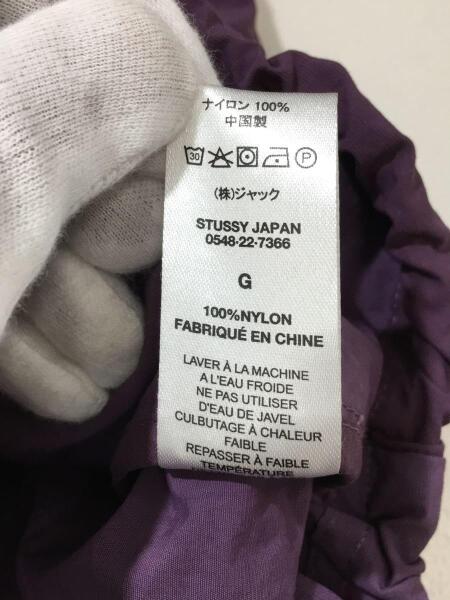 ナイロン 100%
中国製
30 P
(株)ジャック
STUSSY JAPAN
0548-22-7366
G
100%NYLON
FABRIQUÉ EN CHINE
LAVER À LA MACHINE
A L'EAU FROIDE
NE PAS UTILISER
D'EAU DE JAVEL
CULBUTAGE À CHALEUR
FAIBLE
REPASSER À FAIBLE
TEMPÉRATURE